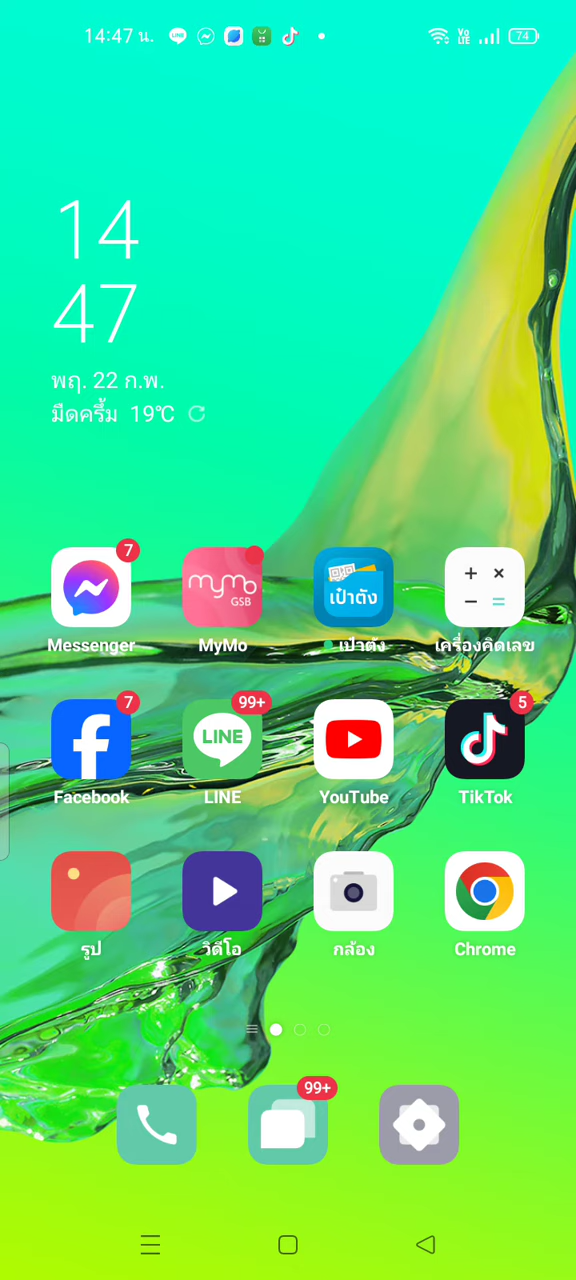 14:47 น.
LINE
Vo
LTE
74
14
47
พฤ. 22 ก.พ.
มืดครึ้ม 19°C
7
mymo
GSB
เป๋าตัง
Messenger
MyMo
เป๋าตัง
เครื่องคิดเลข
7
99+
LINE
5
Facebook
LINE
YouTube
TikTok
รูป
วิดีโอ
กล้อง
Chrome
99+